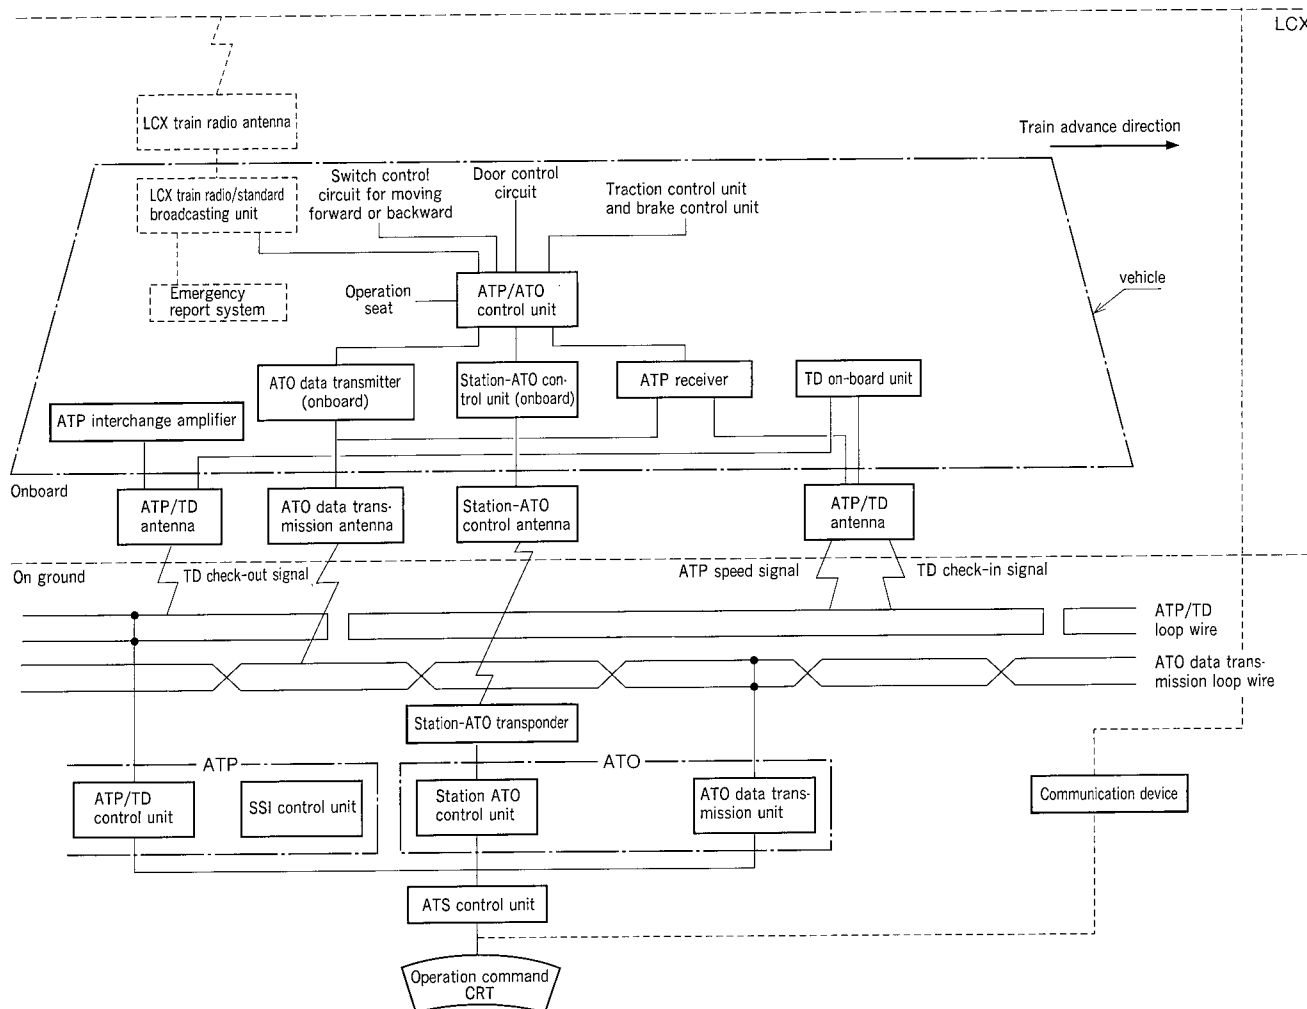 LCX
LCX train radio antenna
Train advance direction
LCX train radio/standard
broadcasting unit
Switch control
circuit for moving
forward or backward
Door control
circuit
Traction control unit
and brake control unit
Emergency
report system
Operation
seat
ATP/ATO
control unit
vehicle
ATO data transmitter
(onboard)
Station-ATO con-
trol unit (onboard)
ATP receiver
TD on-board unit
ATP interchange amplifier
Onboard
ATP/TD
antenna
ATO data trans-
mission antenna
Station-ATO
control antenna
ATP/TD
antenna
On ground
TD check-out signal
ATP speed signal
TD check-in signal
ATP/TD
loop wire
ATO data trans-
mission loop wire
Station-ATO transponder
ATP
ATO
ATP/TD
control unit
SSI control unit
Station ATO
control unit
ATO data trans-
mission unit
Communication device
ATS control unit
Operation command
CRT